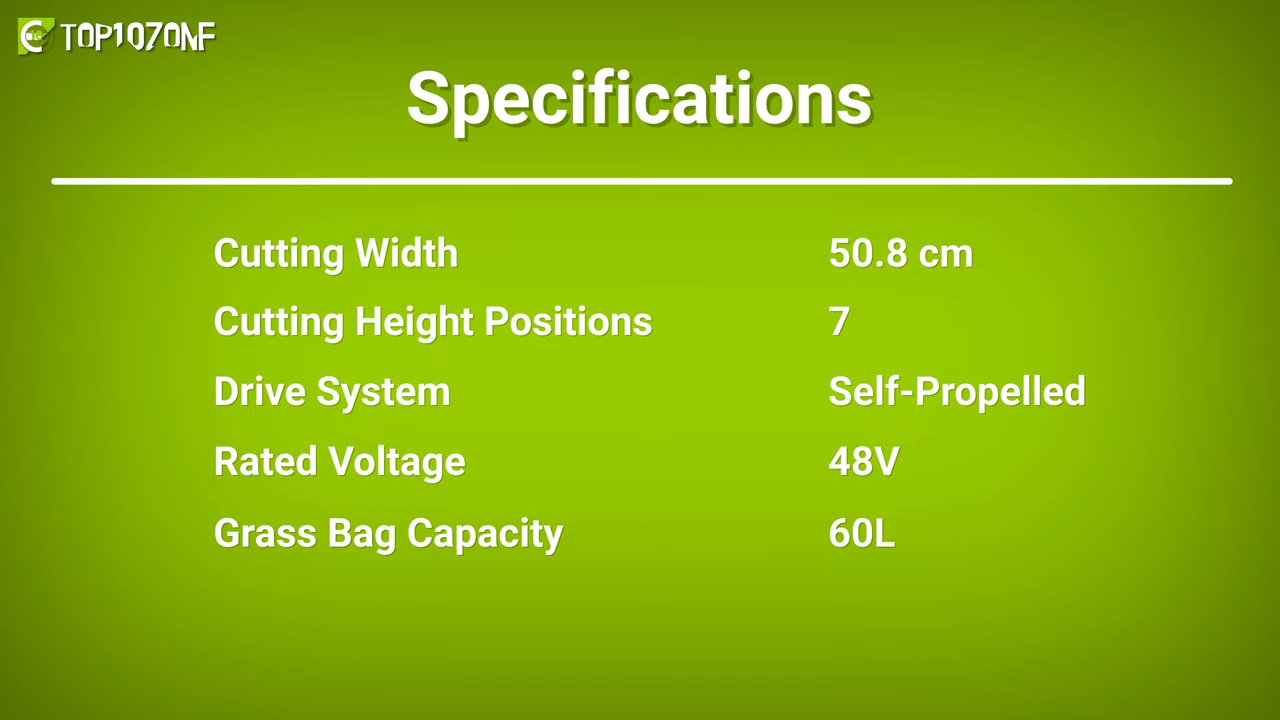 TOP10ZONE
Specifications
Cutting Width 50.8 cm
Cutting Height Positions 7
Drive System Self-Propelled
Rated Voltage 48V
Grass Bag Capacity 60L